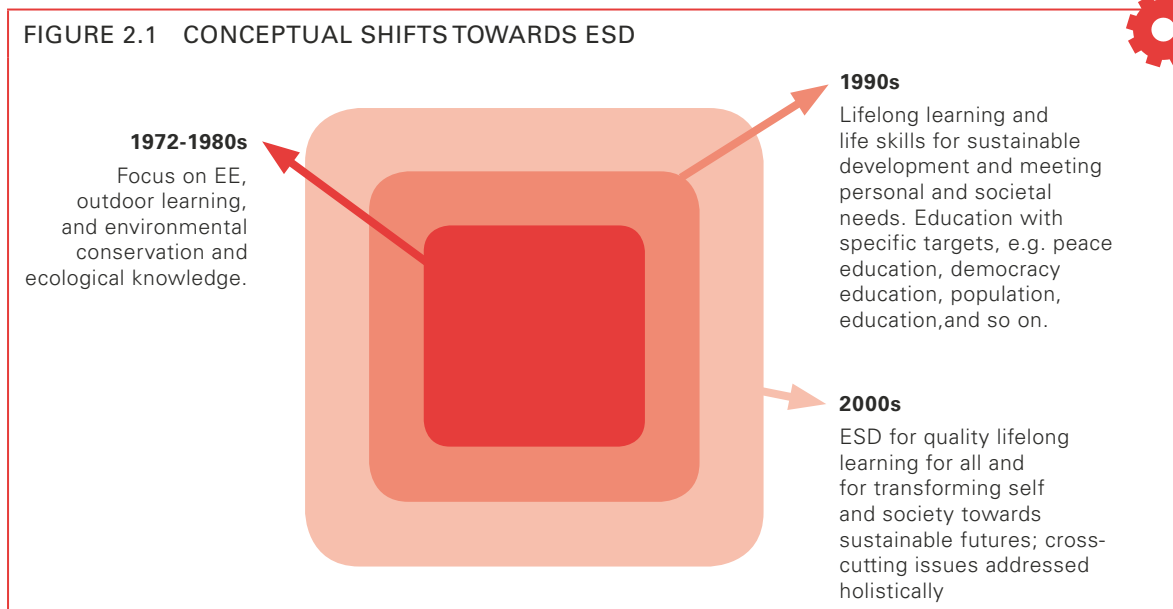 FIGURE 2.1 CONCEPTUAL SHIFTS TOWARDS ESD
1972-1980s
Focus on EE,
outdoor learning,
and environmental
conservation and
ecological knowledge.
1990s
Lifelong learning and
life skills for sustainable
development and meeting
personal and societal
needs. Education with
specific targets, e.g. peace
education, democracy
education, population,
education,and so on.
2000s
ESD for quality lifelong
learning for all and
for transforming self
and society towards
sustainable futures; cross-
cutting issues addressed
holistically